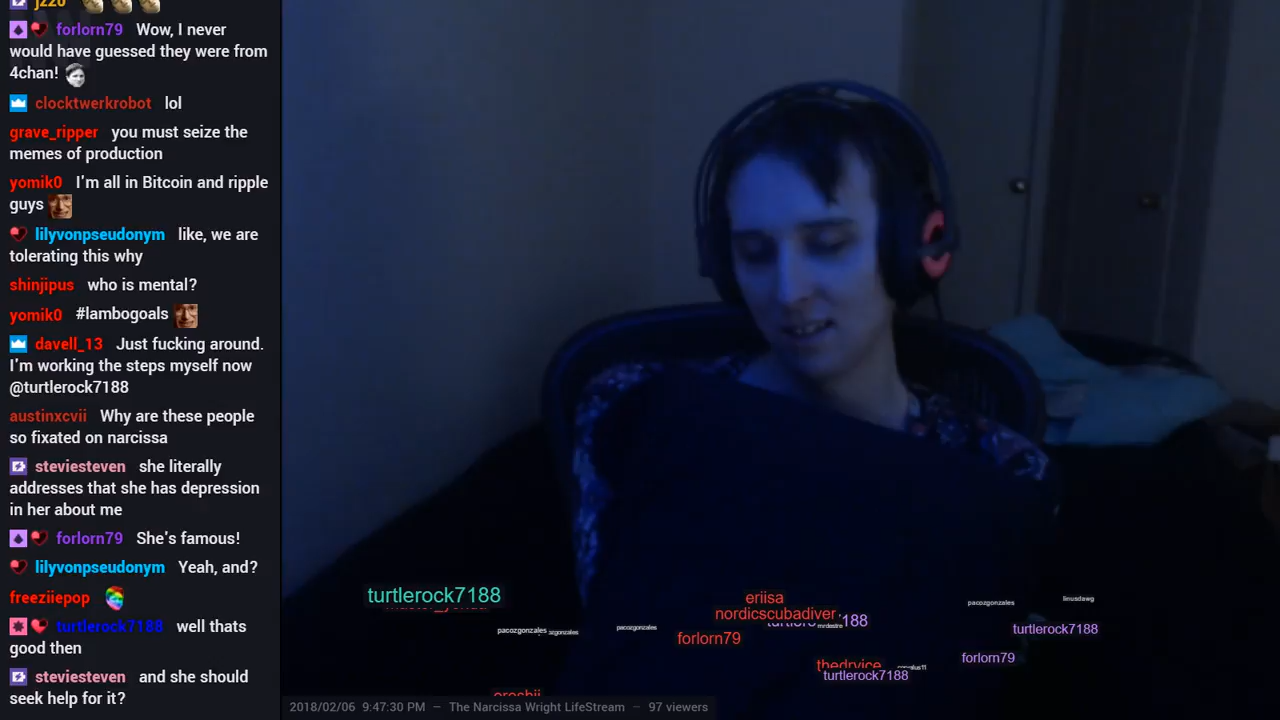 jz20
forlorn79 Wow, I never
would have guessed they were from
4chan!
clocktwerkrobot lol
grave_ripper you must seize the
memes of production
yomik0 I'm all in Bitcoin and ripple
guys
lilyvonpseudonym like, we are
tolerating this why
shinjipus who is mental?
yomik0 #lambogoals
davell_13 Just fucking around.
I'm working the steps myself now
@turtlerock7188
austinxcvii Why are these people
so fixated on narcissa
steviesteven she literally
addresses that she has depression
in her about me
forlorn79 She's famous!
lilyvonpseudonym Yeah, and?
freeziiepop
turtlerock7188 well thats
good then
steviesteven and she should
seek help for it?
turtlerock7188
eriisa
nordicscubadiver
forlorn79
pacozgonzales
pacozgonzales
pacozgonzales
linusdawg
turtlerock7188
forlorn79
thedrvice
turtlerock7188
2018/02/06 9:47:30 PM — The Narcissa Wright LifeStream — 97 viewers